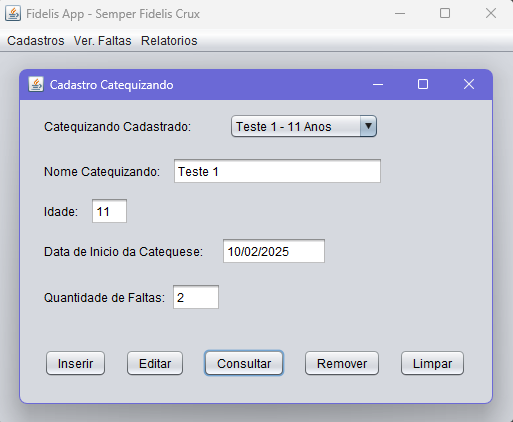 Fidelis App - Semper Fidelis Crux
Cadastros Ver. Faltas Relatorios
Cadastro Catequizando
Catequizando Cadastrado: Teste 1 - 11 Anos
Nome Catequizando: Teste 1
Idade: 11
Data de Inicio da Catequese: 10/02/2025
Quantidade de Faltas: 2
Inserir Editar Consultar Remover Limpar